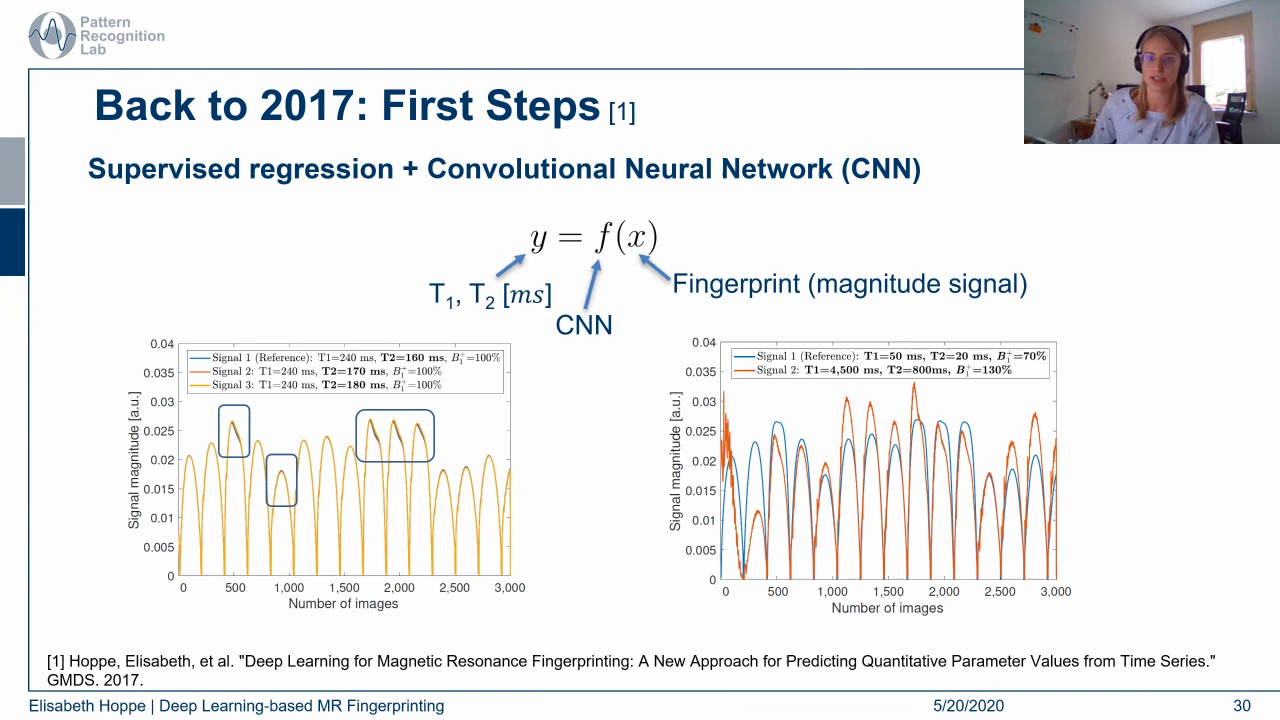 Pattern
Recognition
Lab
Back to 2017: First Steps [1]
Supervised regression + Convolutional Neural Network (CNN)
y = f(x)
T1, T2 [ms]
CNN
Fingerprint (magnitude signal)
0.04
0.035
0.03
0.025
0.02
0.015
0.01
0.005
0
Signal magnitude [a.u.]
Signal 1 (Reference): T1=240 ms, T2=160 ms, B1+=100%
Signal 2: T1=240 ms, T2=170 ms, B1+=100%
Signal 3: T1=240 ms, T2=180 ms, B1+=100%
0 500 1,000 1,500 2,000 2,500 3,000
Number of images
0.04
0.035
0.03
0.025
0.02
0.015
0.01
0.005
0
Signal magnitude [a.u.]
Signal 1 (Reference): T1=50 ms, T2=20 ms, B1+=70%
Signal 2: T1=4,500 ms, T2=800ms, B1+=130%
0 500 1,000 1,500 2,000 2,500 3,000
Number of images
[1] Hoppe, Elisabeth, et al. "Deep Learning for Magnetic Resonance Fingerprinting: A New Approach for Predicting Quantitative Parameter Values from Time Series."
GMDS. 2017.
Elisabeth Hoppe | Deep Learning-based MR Fingerprinting
5/20/2020
30